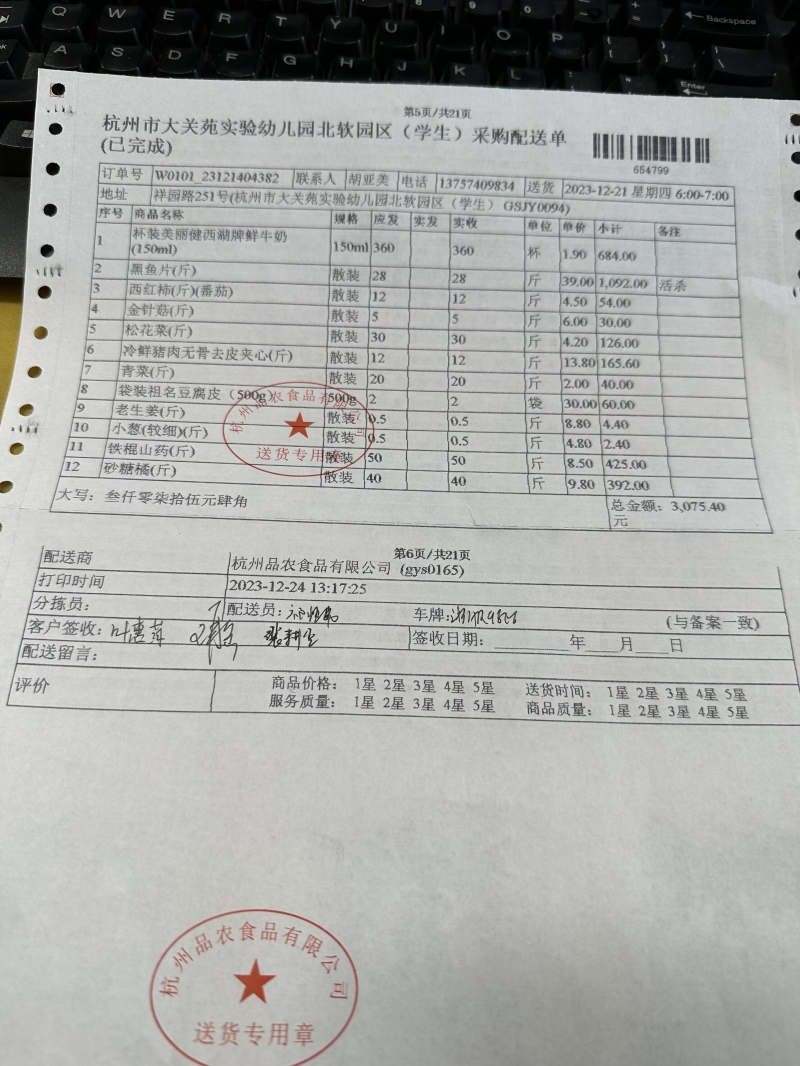 Q W E R T Y U I O P
Backspace
S D F G H J K L
Enter
第5页/共21页
杭州市大关苑实验幼儿园北软园区（学生）采购配送单
(已完成)
654799
订单号 W0101_23121404382 联系人 胡亚美 电话 13757409834 送货 2023-12-21 星期四 6:00-7:00
地址 祥园路251号(杭州市大关苑实验幼儿园北软园区（学生） GSJY0094)
序号 商品名称 规格 应发 实发 实收 单位 单价 小计 备注
1 杯装美丽健西湖牌鲜牛奶(150ml) 150ml 360 360 杯 1.90 684.00
2 黑鱼片(斤) 散装 28 28 斤 39.00 1,092.00 活杀
3 西红柿(斤)(番茄) 散装 12 12 斤 4.50 54.00
4 金针菇(斤) 散装 5 5 斤 6.00 30.00
5 松花菜(斤) 散装 30 30 斤 4.20 126.00
6 冷鲜猪肉无骨去皮夹心(斤) 散装 12 12 斤 13.80 165.60
7 青菜(斤) 散装 20 20 斤 2.00 40.00
8 袋装祖名豆腐皮（500g） 500g 2 2 袋 30.00 60.00
9 老生姜(斤) 散装 0.5 0.5 斤 8.80 4.40
10 小葱(较细)(斤) 散装 0.5 0.5 斤 4.80 2.40
11 铁棍山药(斤) 散装 50 50 斤 8.50 425.00
12 砂糖橘(斤) 散装 40 40 斤 9.80 392.00
杭州品农食品有限公司
送货专用章
大写：叁仟零柒拾伍元肆角 总金额：3,075.40
元
第6页/共21页
配送商 杭州品农食品有限公司 (gys0165)
打印时间 2023-12-24 13:17:25
分拣员： 配送员： 车牌： (与备案一致)
客户签收：叶惠萍 签收日期：________年____月____日
配送留言：
评价 商品价格： 1星 2星 3星 4星 5星 送货时间： 1星 2星 3星 4星 5星
服务质量： 1星 2星 3星 4星 5星 商品质量： 1星 2星 3星 4星 5星
杭州品农食品有限公司
送货专用章